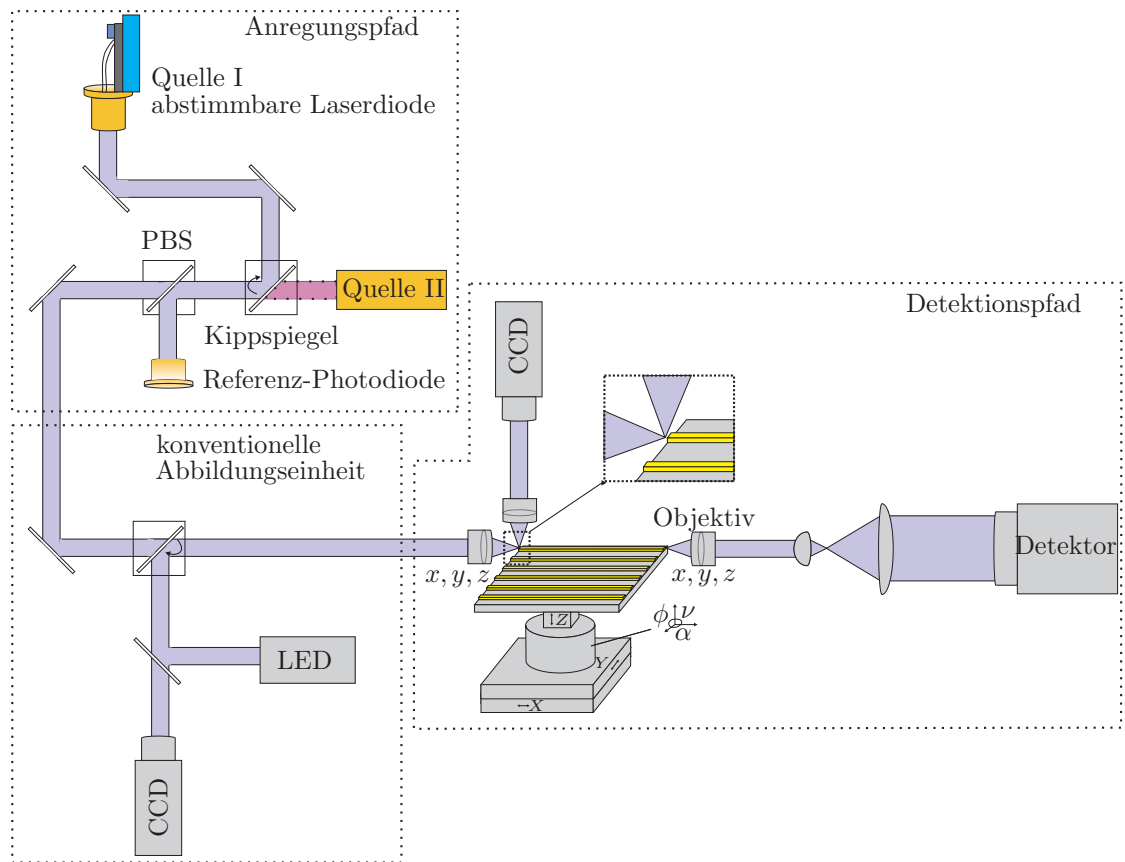 Anregungspfad
Quelle I
abstimmbare Laserdiode
PBS
Quelle II
Kippspiegel
Referenz-Photodiode
Detektionspfad
CCD
konventionelle
Abbildungseinheit
Objektiv
Detektor
x, y, z
x, y, z
Z
ϕ ν
α
Y
X
LED
CCD